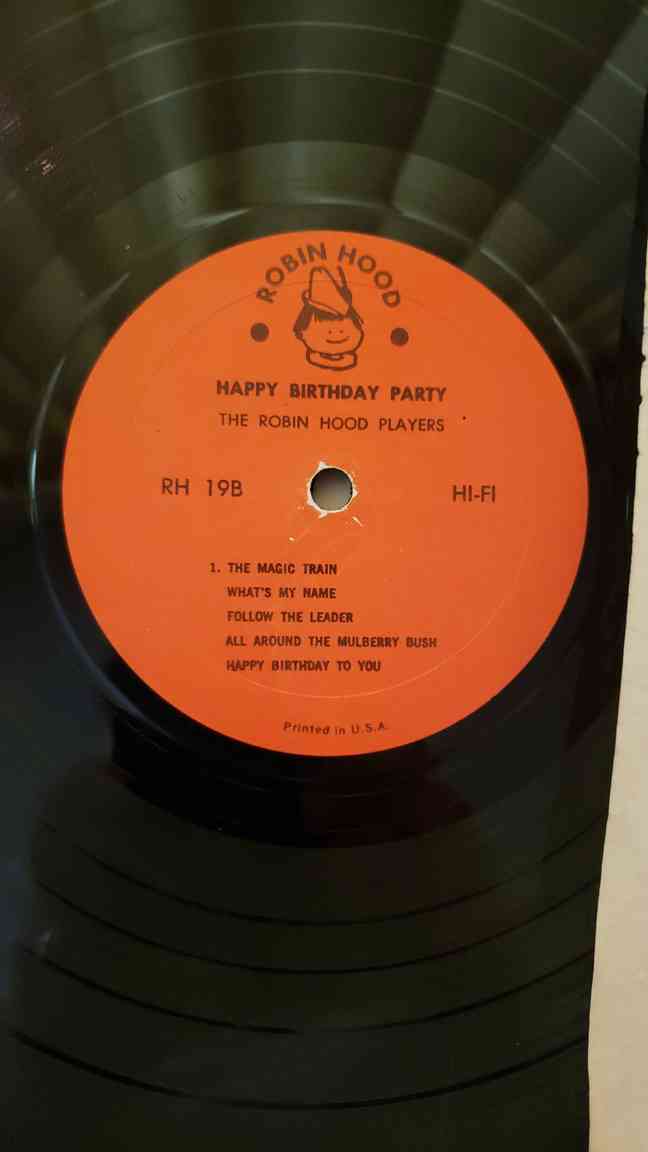 ROBIN HOOD
HAPPY BIRTHDAY PARTY
THE ROBIN HOOD PLAYERS
RH 19B HI-FI
1. THE MAGIC TRAIN
WHAT'S MY NAME
FOLLOW THE LEADER
ALL AROUND THE MULBERRY BUSH
HAPPY BIRTHDAY TO YOU
Printed in U.S.A.